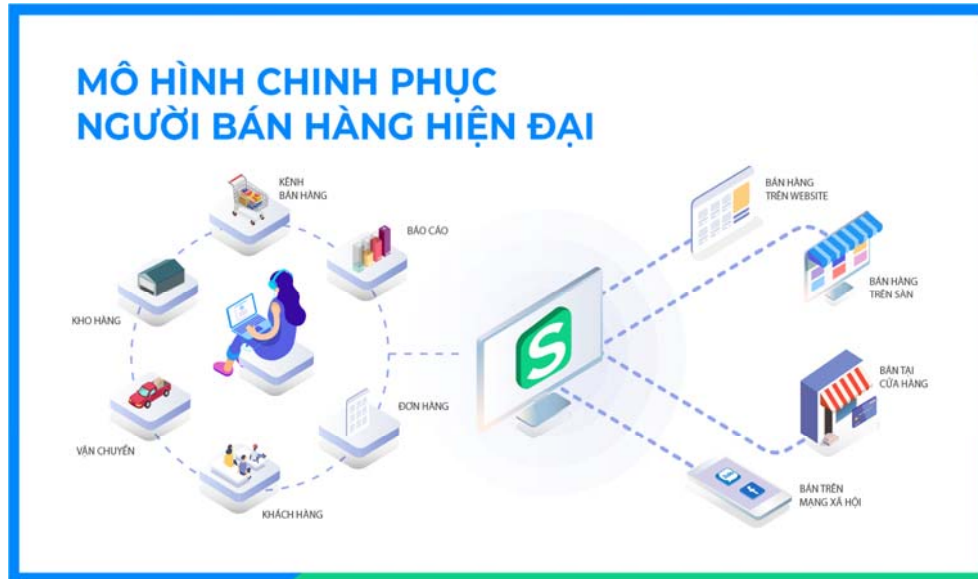 MÔ HÌNH CHINH PHỤC
NGƯỜI BÁN HÀNG HIỆN ĐẠI
KÊNH
BÁN HÀNG
BÁO CÁO
KHO HÀNG
ĐƠN HÀNG
VẬN CHUYỂN
KHÁCH HÀNG
S
BÁN HÀNG
TRÊN WEBSITE
BÁN HÀNG
TRÊN SÀN
BÁN TẠI
CỬA HÀNG
BÁN TRÊN
MẠNG XÃ HỘI